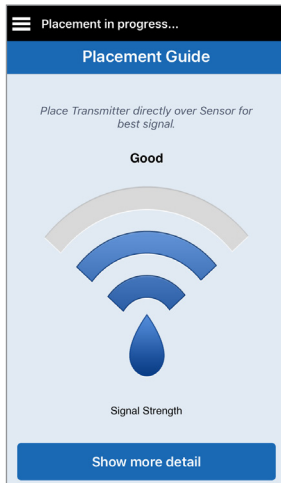 Placement in progress...
Placement Guide
Place Transmitter directly over Sensor for
best signal.
Good
Signal Strength
Show more detail